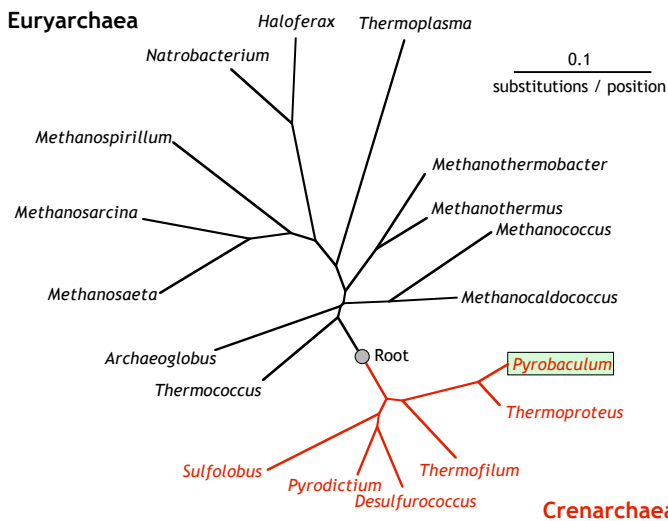 Euryarchaea
Haloferax
Thermoplasma
Natrobacterium
0.1
substitutions / position
Methanospirillum
Methanothermobacter
Methanosarcina
Methanothermus
Methanococcus
Methanosaeta
Methanocaldococcus
Archaeoglobus
Root
Pyrobaculum
Thermococcus
Thermoproteus
Sulfolobus
Thermofilum
Pyrodictium
Desulfurococcus
Crenarchaea